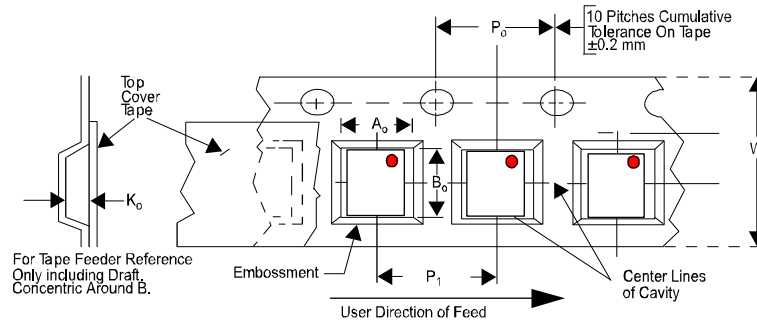 10 Pitches Cumulative
Tolerance On Tape
±0.2 mm
Po
Top
Cover
Tape
Ao
W
Bo
Ko
For Tape Feeder Reference
Only including Draft.
Concentric Around B.
Embossment
P1
Center Lines
of Cavity
User Direction of Feed